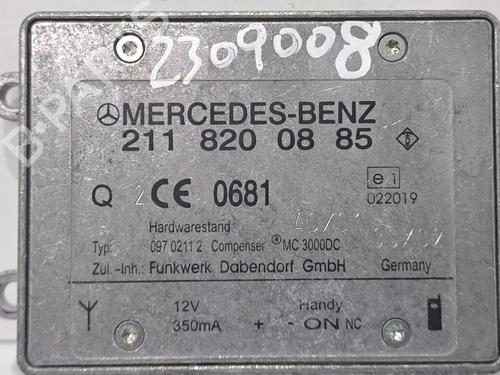 2309008
MERCEDES-BENZ
211 820 08 85
Q 2 CE 0681 e1
022019
Hardwarestand
Typ: 097 0211 2 Compenser ® MC 3000DC
Zul.-Inh.: Funkwerk Dabendorf GmbH Germany
12V Handy
350mA + - ON NC